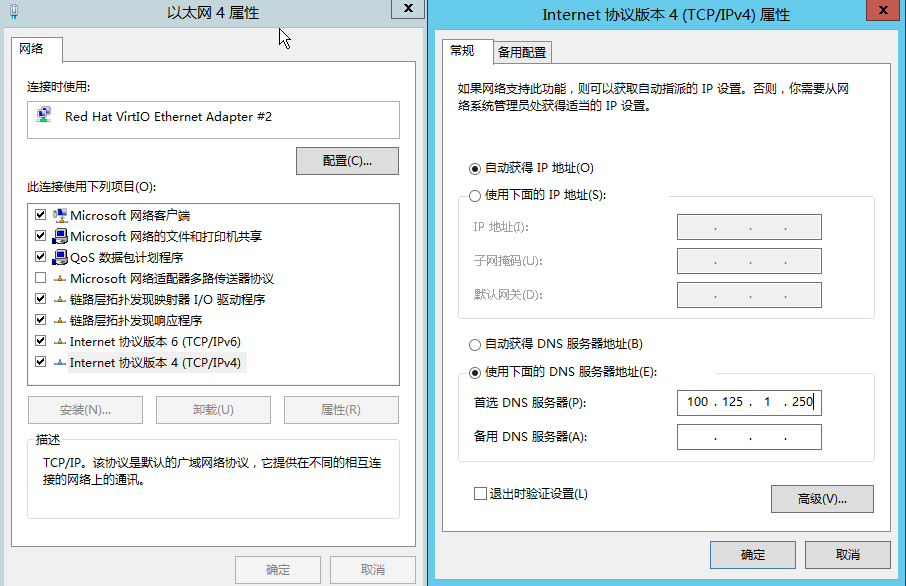 以太网 4 属性
网络
连接时使用:
Red Hat VirtIO Ethernet Adapter #2
配置(C)...
此连接使用下列项目(O):
Microsoft 网络客户端
Microsoft 网络的文件和打印机共享
QoS 数据包计划程序
Microsoft 网络适配器多路传送器协议
链路层拓扑发现映射器 I/O 驱动程序
链路层拓扑发现响应程序
Internet 协议版本 6 (TCP/IPv6)
Internet 协议版本 4 (TCP/IPv4)
安装(N)...
卸载(U)
属性(R)
描述
TCP/IP。该协议是默认的广域网络协议，它提供在不同的相互连
接的网络上的通讯。
确定
取消
Internet 协议版本 4 (TCP/IPv4) 属性
常规
备用配置
如果网络支持此功能，则可以获取自动指派的 IP 设置。否则，你需要从网
络系统管理员处获得适当的 IP 设置。
自动获得 IP 地址(O)
使用下面的 IP 地址(S):
IP 地址(I):
子网掩码(U):
默认网关(D):
自动获得 DNS 服务器地址(B)
使用下面的 DNS 服务器地址(E):
首选 DNS 服务器(P):
100 . 125 . 1 . 250
备用 DNS 服务器(A):
退出时验证设置(L)
高级(V)...
确定
取消